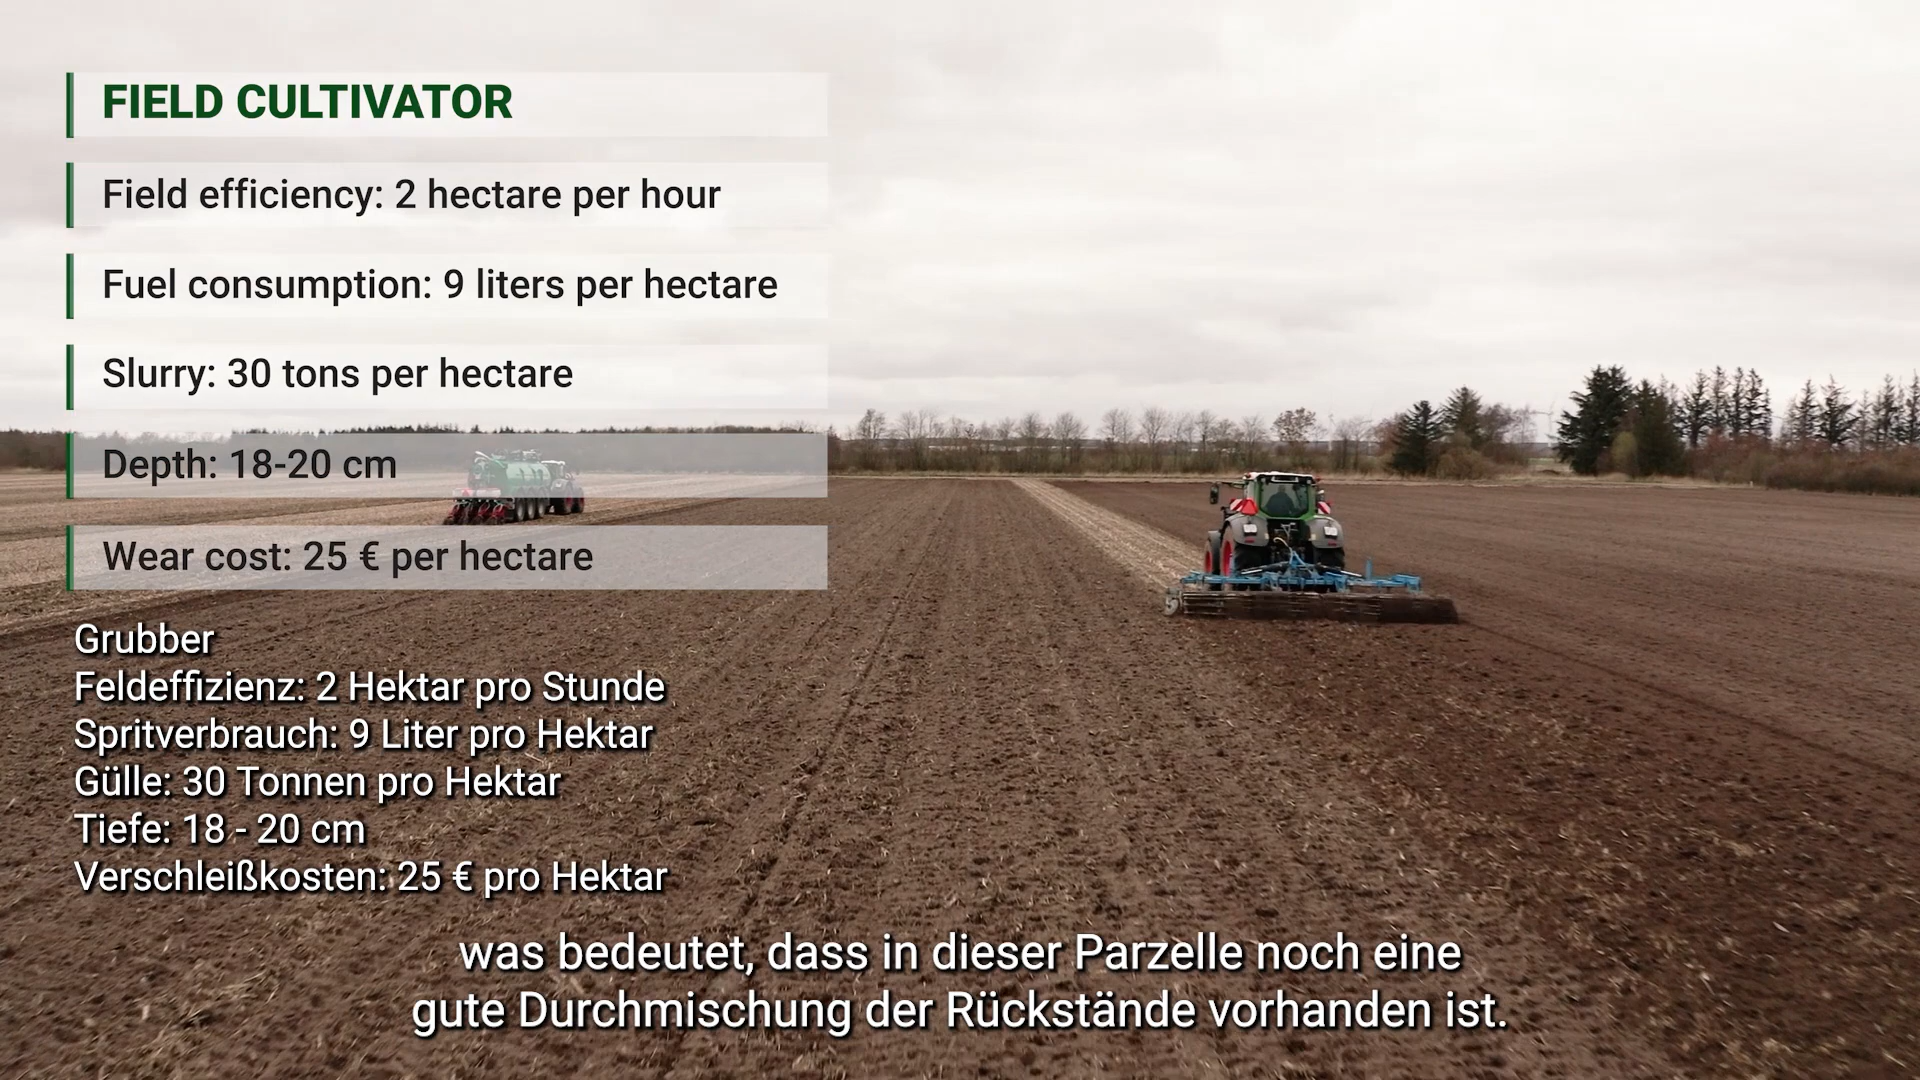 FIELD CULTIVATOR
Field efficiency: 2 hectare per hour
Fuel consumption: 9 liters per hectare
Slurry: 30 tons per hectare
Depth: 18-20 cm
Wear cost: 25 € per hectare
Grubber
Feldeffizienz: 2 Hektar pro Stunde
Spritverbrauch: 9 Liter pro Hektar
Gülle: 30 Tonnen pro Hektar
Tiefe: 18 - 20 cm
Verschleißkosten: 25 € pro Hektar
was bedeutet, dass in dieser Parzelle noch eine
gute Durchmischung der Rückstände vorhanden ist.